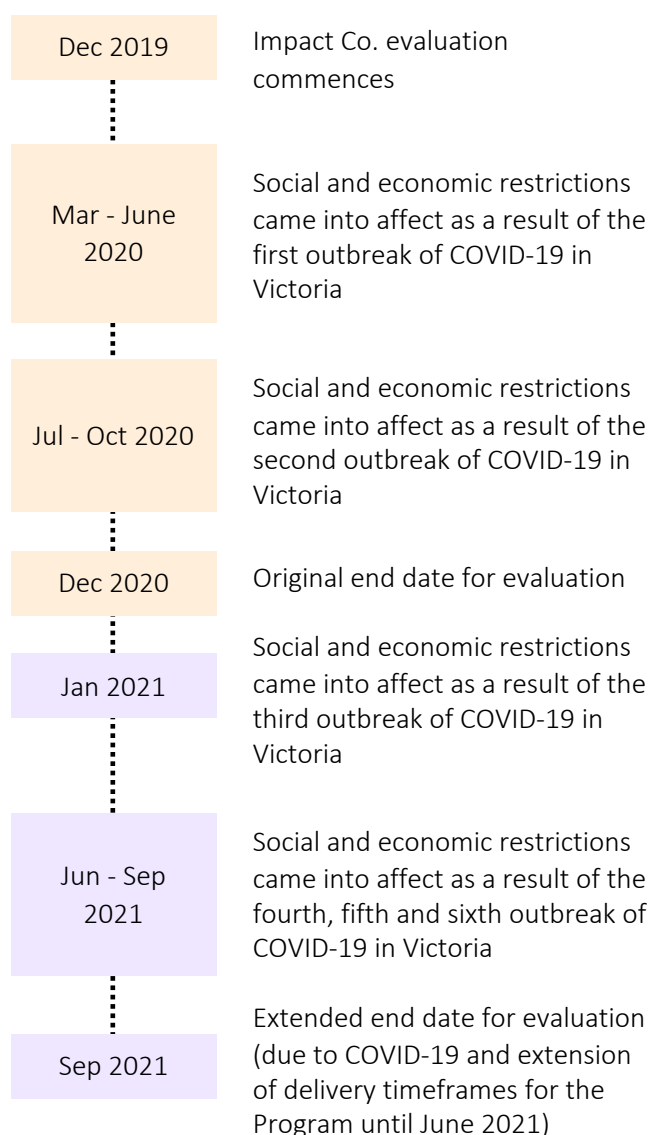 Dec 2019
Impact Co. evaluation
commences
Mar - June
2020
Social and economic restrictions
came into affect as a result of the
first outbreak of COVID-19 in
Victoria
Jul - Oct 2020
Social and economic restrictions
came into affect as a result of the
second outbreak of COVID-19 in
Victoria
Dec 2020
Original end date for evaluation
Jan 2021
Social and economic restrictions
came into affect as a result of the
third outbreak of COVID-19 in
Victoria
Jun - Sep
2021
Social and economic restrictions
came into affect as a result of the
fourth, fifth and sixth outbreak of
COVID-19 in Victoria
Sep 2021
Extended end date for evaluation
(due to COVID-19 and extension
of delivery timeframes for the
Program until June 2021)